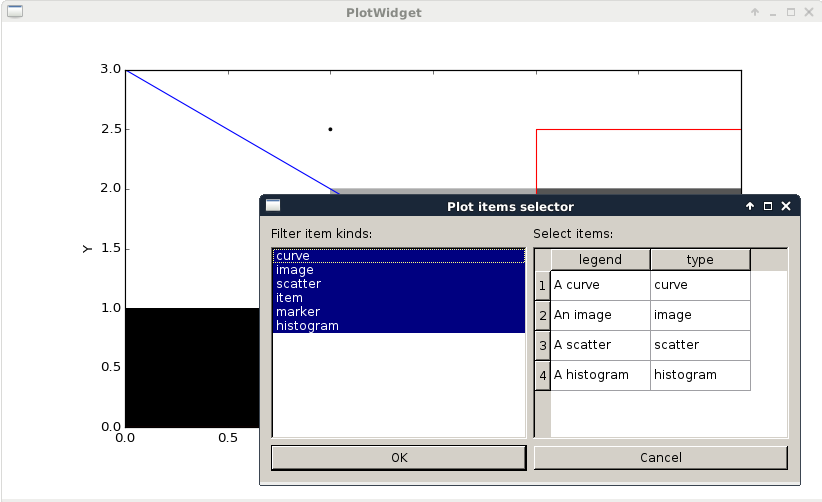 PlotWidget
3.0
2.5
2.0
1.5
1.0
0.5
0.0
Y
0.0
0.5
Plot items selector
Filter item kinds:
curve
image
scatter
item
marker
histogram
OK
Select items:
legend type
1 A curve curve
2 An image image
3 A scatter scatter
4 A histogram histogram
Cancel